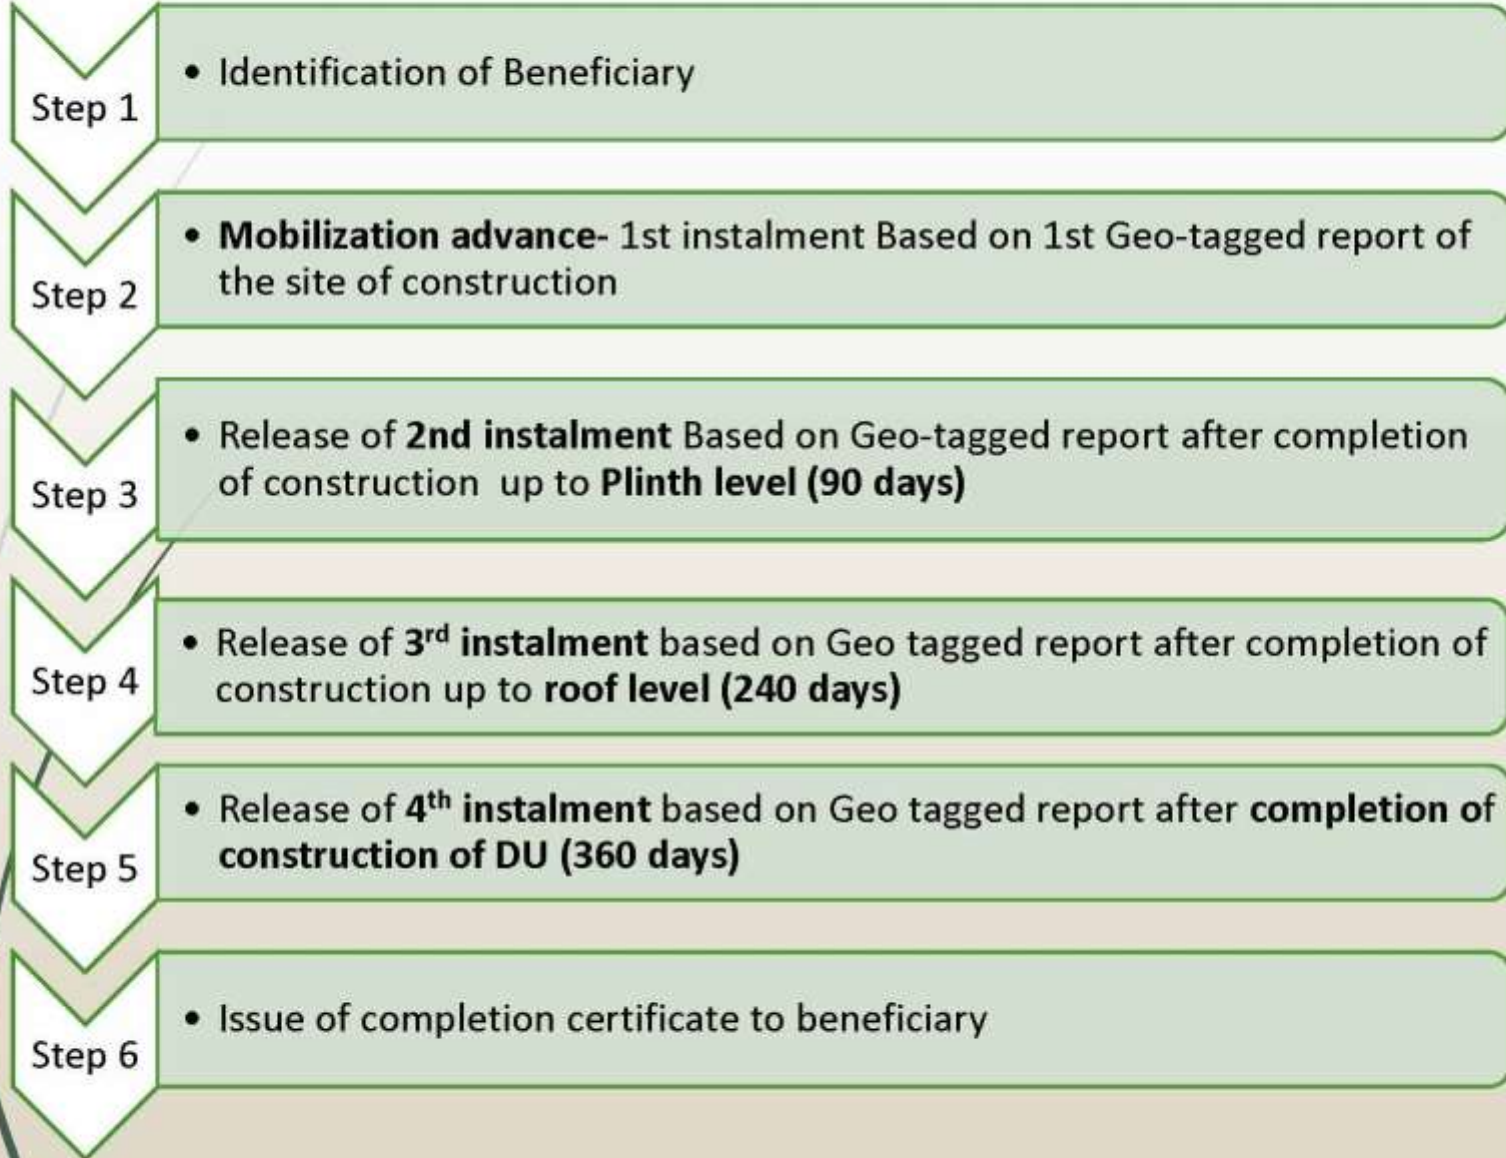 Step 1
• Identification of Beneficiary
Step 2
• Mobilization advance- 1st instalment Based on 1st Geo-tagged report of
the site of construction
Step 3
• Release of 2nd instalment Based on Geo-tagged report after completion
of construction up to Plinth level (90 days)
Step 4
• Release of 3rd instalment based on Geo tagged report after completion of
construction up to roof level (240 days)
Step 5
• Release of 4th instalment based on Geo tagged report after completion of
construction of DU (360 days)
Step 6
• Issue of completion certificate to beneficiary